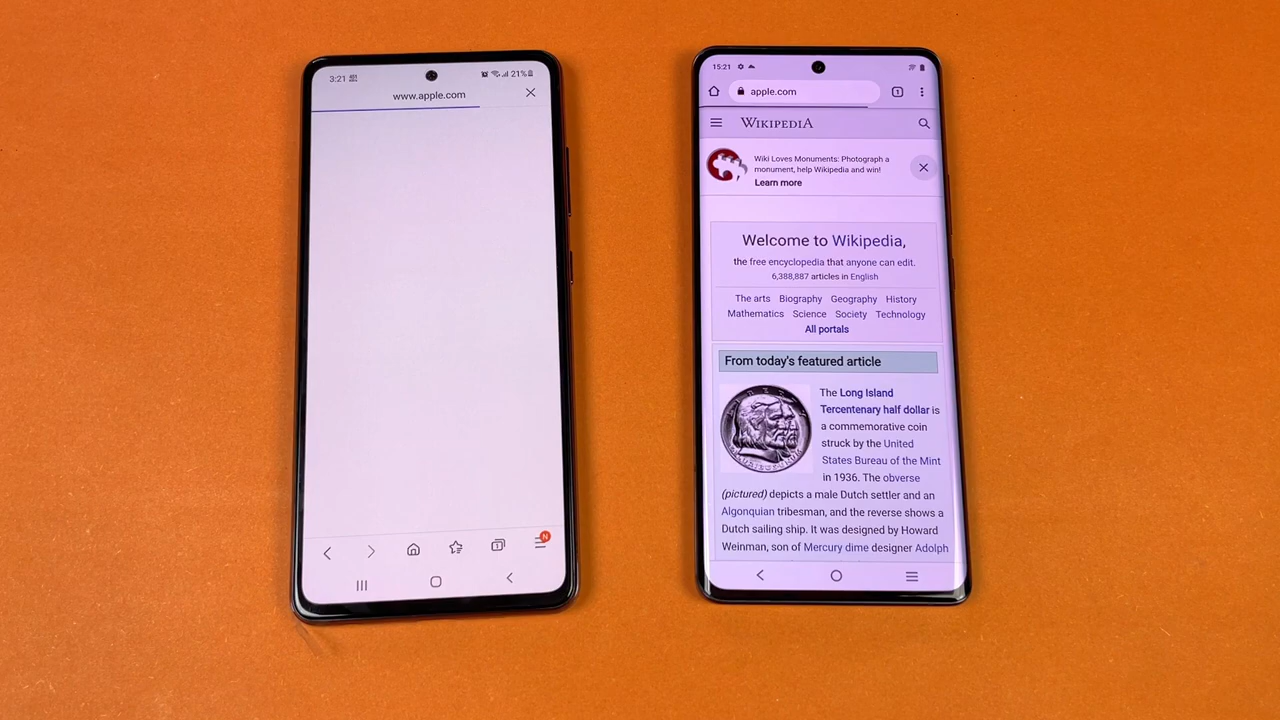 3:21
21%
www.apple.com
N
1
15:21
apple.com
1
WIKIPEDIA
Wiki Loves Monuments: Photograph a
monument, help Wikipedia and win!
Learn more
Welcome to Wikipedia,
the free encyclopedia that anyone can edit.
6,388,887 articles in English
The arts Biography Geography History
Mathematics Science Society Technology
All portals
From today's featured article
The Long Island
Tercentenary half dollar is
a commemorative coin
struck by the United
States Bureau of the Mint
in 1936. The obverse
(pictured) depicts a male Dutch settler and an
Algonquian tribesman, and the reverse shows a
Dutch sailing ship. It was designed by Howard
Weinman, son of Mercury dime designer Adolph